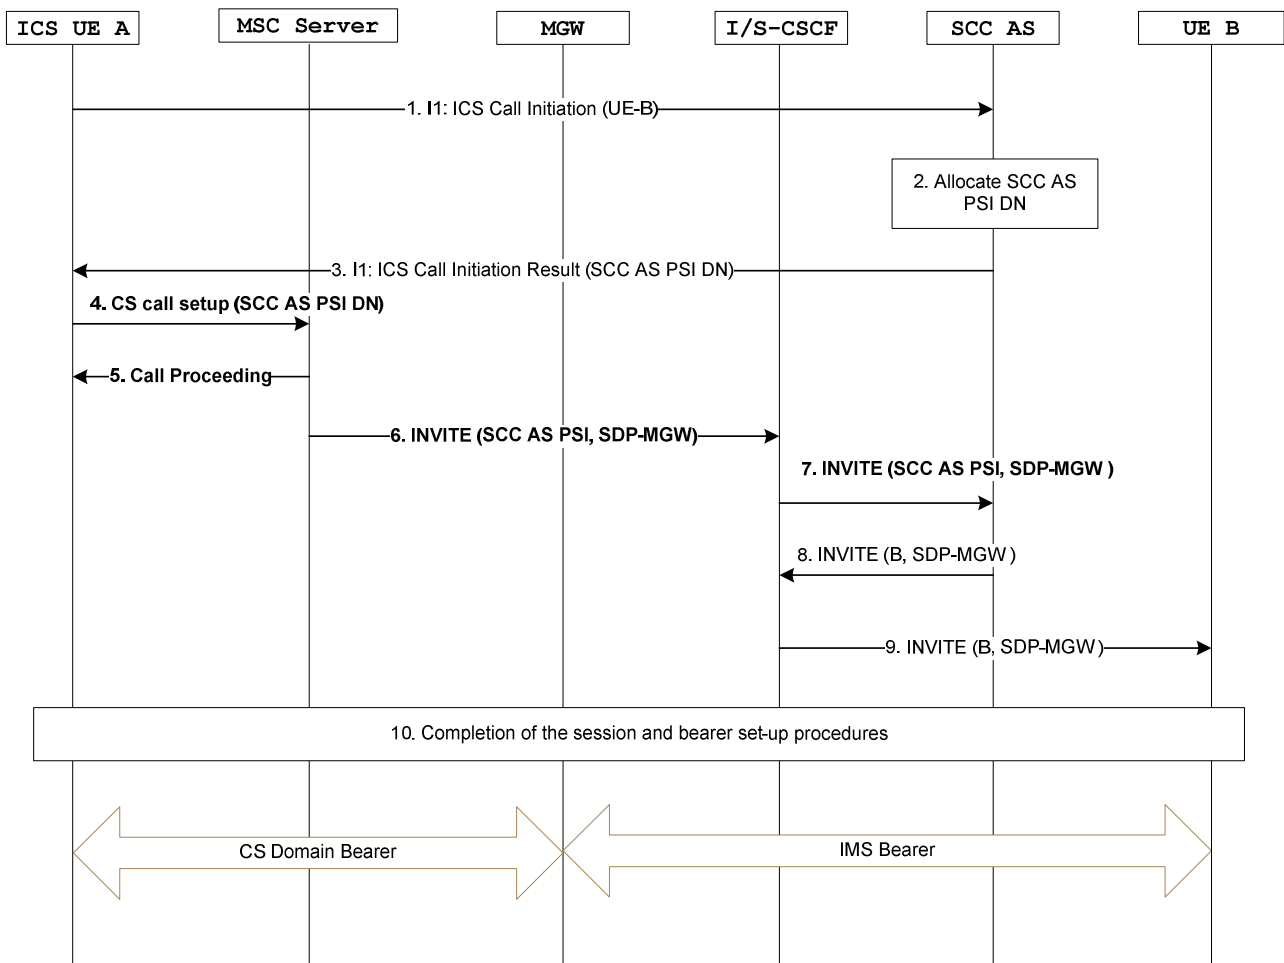 ICS UE A
MSC Server
MGW
I/S-CSCF
SCC AS
UE B
1. I1: ICS Call Initiation (UE-B)
2. Allocate SCC AS
PSI DN
3. I1: ICS Call Initiation Result (SCC AS PSI DN)
4. CS call setup (SCC AS PSI DN)
5. Call Proceeding
6. INVITE (SCC AS PSI, SDP-MGW)
7. INVITE (SCC AS PSI, SDP-MGW )
8. INVITE (B, SDP-MGW )
9. INVITE (B, SDP-MGW )
10. Completion of the session and bearer set-up procedures
CS Domain Bearer
IMS Bearer